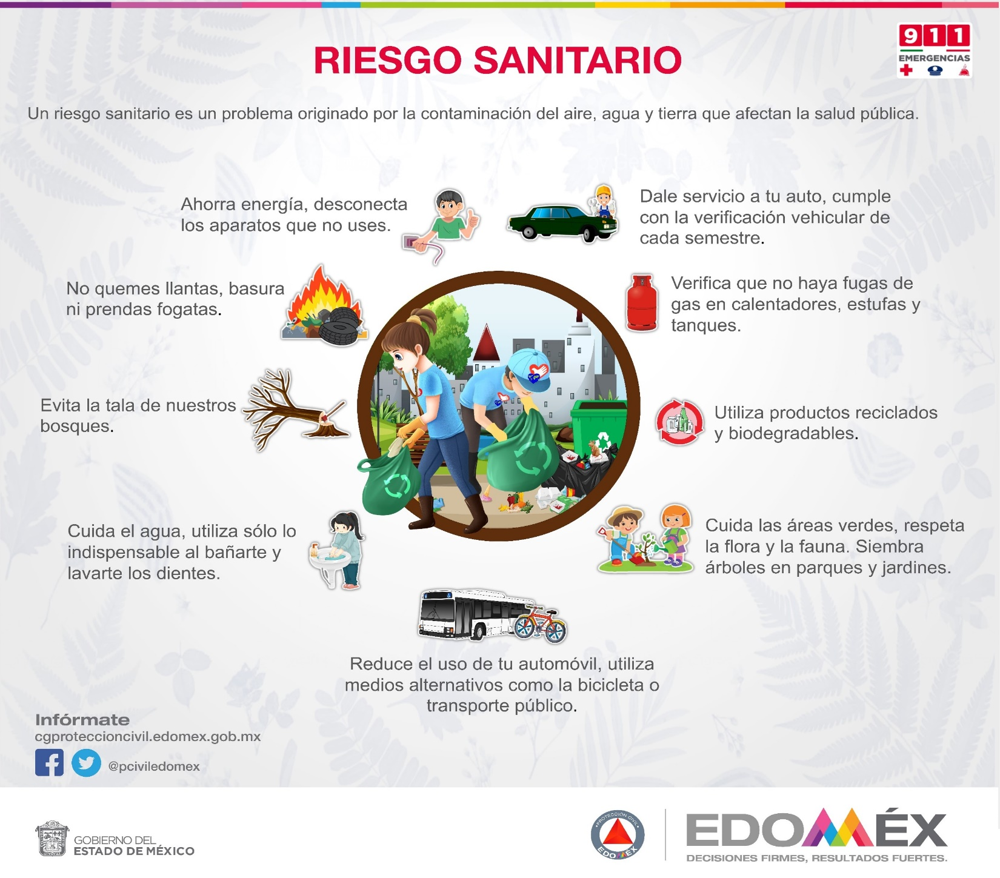 911
EMERGENCIAS
RIESGO SANITARIO
Un riesgo sanitario es un problema originado por la contaminación del aire, agua y tierra que afectan la salud pública.
Ahorra energía, desconecta
los aparatos que no uses.
Dale servicio a tu auto, cumple
con la verificación vehicular de
cada semestre.
No quemes llantas, basura
ni prendas fogatas.
Verifica que no haya fugas de
gas en calentadores, estufas y
tanques.
Evita la tala de nuestros
bosques.
Utiliza productos reciclados
y biodegradables.
Cuida el agua, utiliza sólo lo
indispensable al bañarte y
lavarte los dientes.
Cuida las áreas verdes, respeta
la flora y la fauna. Siembra
árboles en parques y jardines.
Reduce el uso de tu automóvil, utiliza
medios alternativos como la bicicleta o
transporte público.
Infórmate
cgproteccioncivil.edomex.gob.mx
@pciviledomex
GOBIERNO DEL
ESTADO DE MÉXICO
PROTECCIÓN CIVIL
EDOMÉX
EDOMÉX
DECISIONES FIRMES, RESULTADOS FUERTES.